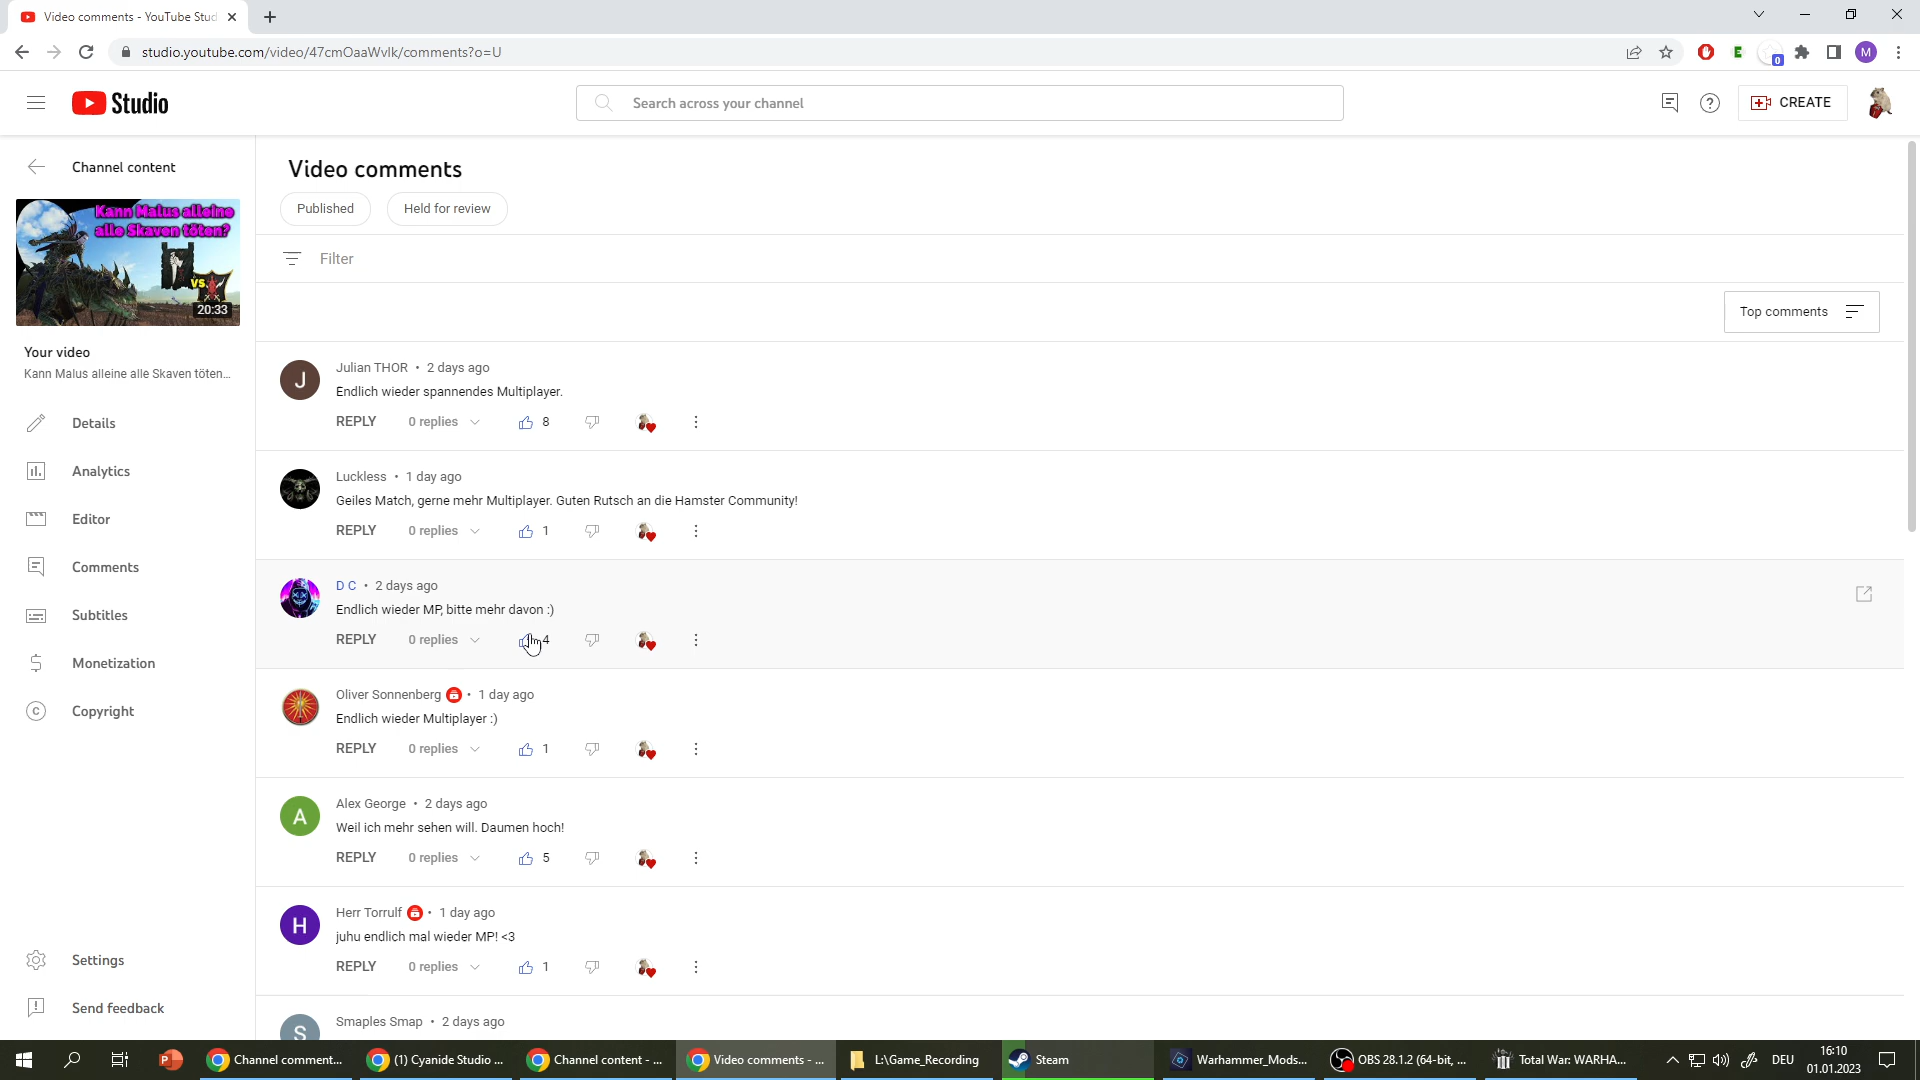 Video comments - YouTube Stud
studio.youtube.com/video/47cmOaaWvlk/comments?o=U
0
M
Studio
Search across your channel
CREATE
Channel content
Kann Malus alleine
alle Skaven töten?
VS.
20:33
Your video
Kann Malus alleine alle Skaven töten...
Details
Analytics
Editor
Comments
Subtitles
Monetization
Copyright
Settings
Send feedback
Video comments
Published
Held for review
Filter
Top comments
J
Julian THOR • 2 days ago
Endlich wieder spannendes Multiplayer.
REPLY 0 replies 8
Luckless • 1 day ago
Geiles Match, gerne mehr Multiplayer. Guten Rutsch an die Hamster Community!
REPLY 0 replies 1
D C • 2 days ago
Endlich wieder MP, bitte mehr davon :)
REPLY 0 replies 4
Oliver Sonnenberg • 1 day ago
Endlich wieder Multiplayer :)
REPLY 0 replies 1
A
Alex George • 2 days ago
Weil ich mehr sehen will. Daumen hoch!
REPLY 0 replies 5
H
Herr Torrulf • 1 day ago
juhu endlich mal wieder MP! <3
REPLY 0 replies 1
S
Smaples Smap • 2 days ago
Channel comment...
(1) Cyanide Studio ...
Channel content - ...
Video comments - ...
L:\Game_Recording
Steam
Warhammer_Mods...
OBS 28.1.2 (64-bit, ...
Total War: WARHA...
DEU
16:10
01.01.2023